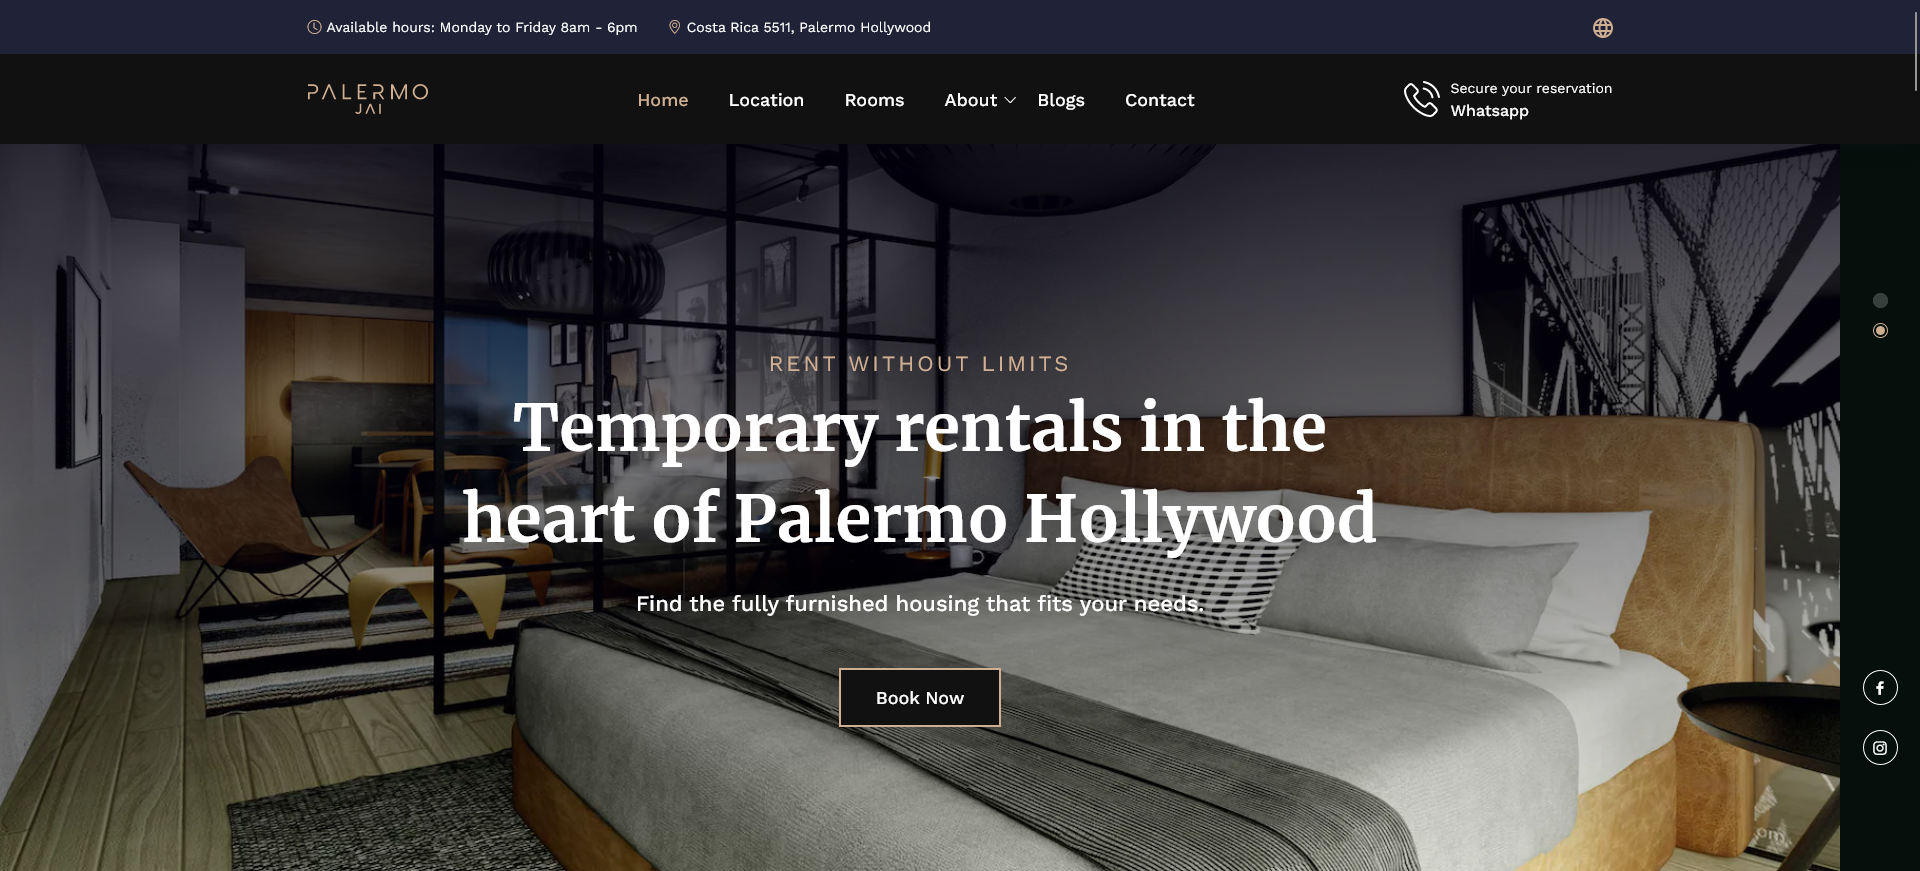 Available hours: Monday to Friday 8am - 6pm
Costa Rica 5511, Palermo Hollywood
PALERMO
JAI
Home
Location
Rooms
About
Blogs
Contact
Secure your reservation
Whatsapp
RENT WITHOUT LIMITS
Temporary rentals in the
heart of Palermo Hollywood
Find the fully furnished housing that fits your needs.
Book Now